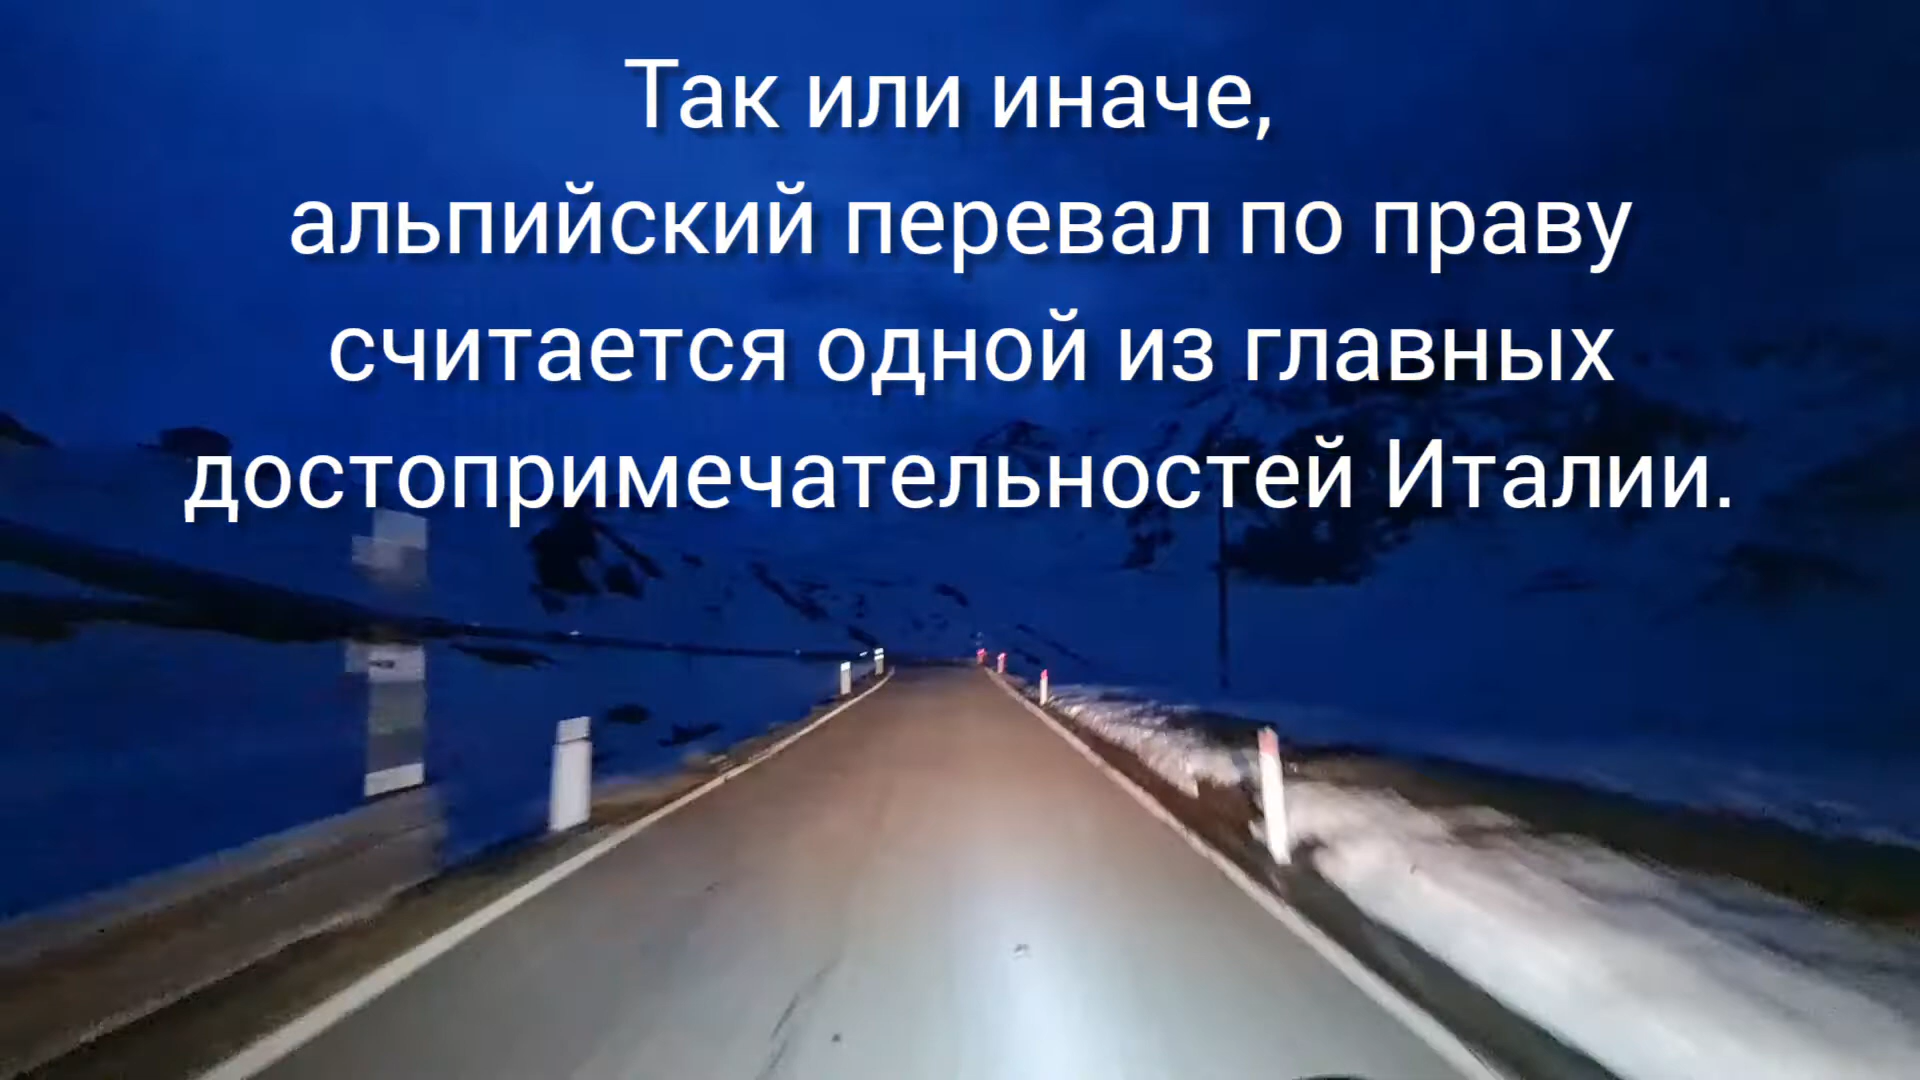 Так или иначе,
альпийский перевал по праву
считается одной из главных
достопримечательностей Италии.